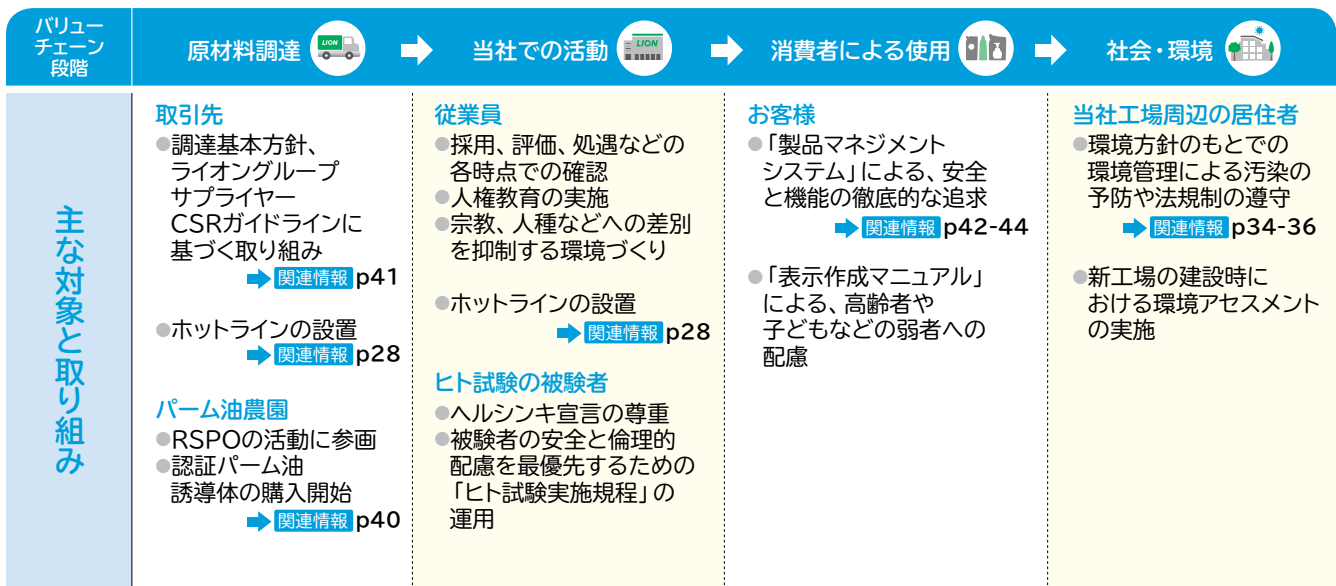 バリュー
チェーン
段階
原材料調達
LION
当社での活動
LION
消費者による使用
社会・環境
主な対象と取り組み
取引先
●調達基本方針、
ライオングループ
サプライヤー
CSRガイドラインに
基づく取り組み
関連情報 p41
●ホットラインの設置
関連情報 p28
パーム油農園
●RSPOの活動に参画
●認証パーム油
誘導体の購入開始
関連情報 p40
従業員
●採用、評価、処遇などの
各時点での確認
●人権教育の実施
●宗教、人種などへの差別
を抑制する環境づくり
●ホットラインの設置
関連情報 p28
ヒト試験の被験者
●ヘルシンキ宣言の尊重
●被験者の安全と倫理的
配慮を最優先するための
「ヒト試験実施規程」の
運用
お客様
●「製品マネジメント
システム」による、安全
と機能の徹底的な追求
関連情報 p42-44
●「表示作成マニュアル」
による、高齢者や
子どもなどの弱者への
配慮
当社工場周辺の居住者
●環境方針のもとでの
環境管理による汚染の
予防や法規制の遵守
関連情報 p34-36
●新工場の建設時に
おける環境アセスメント
の実施